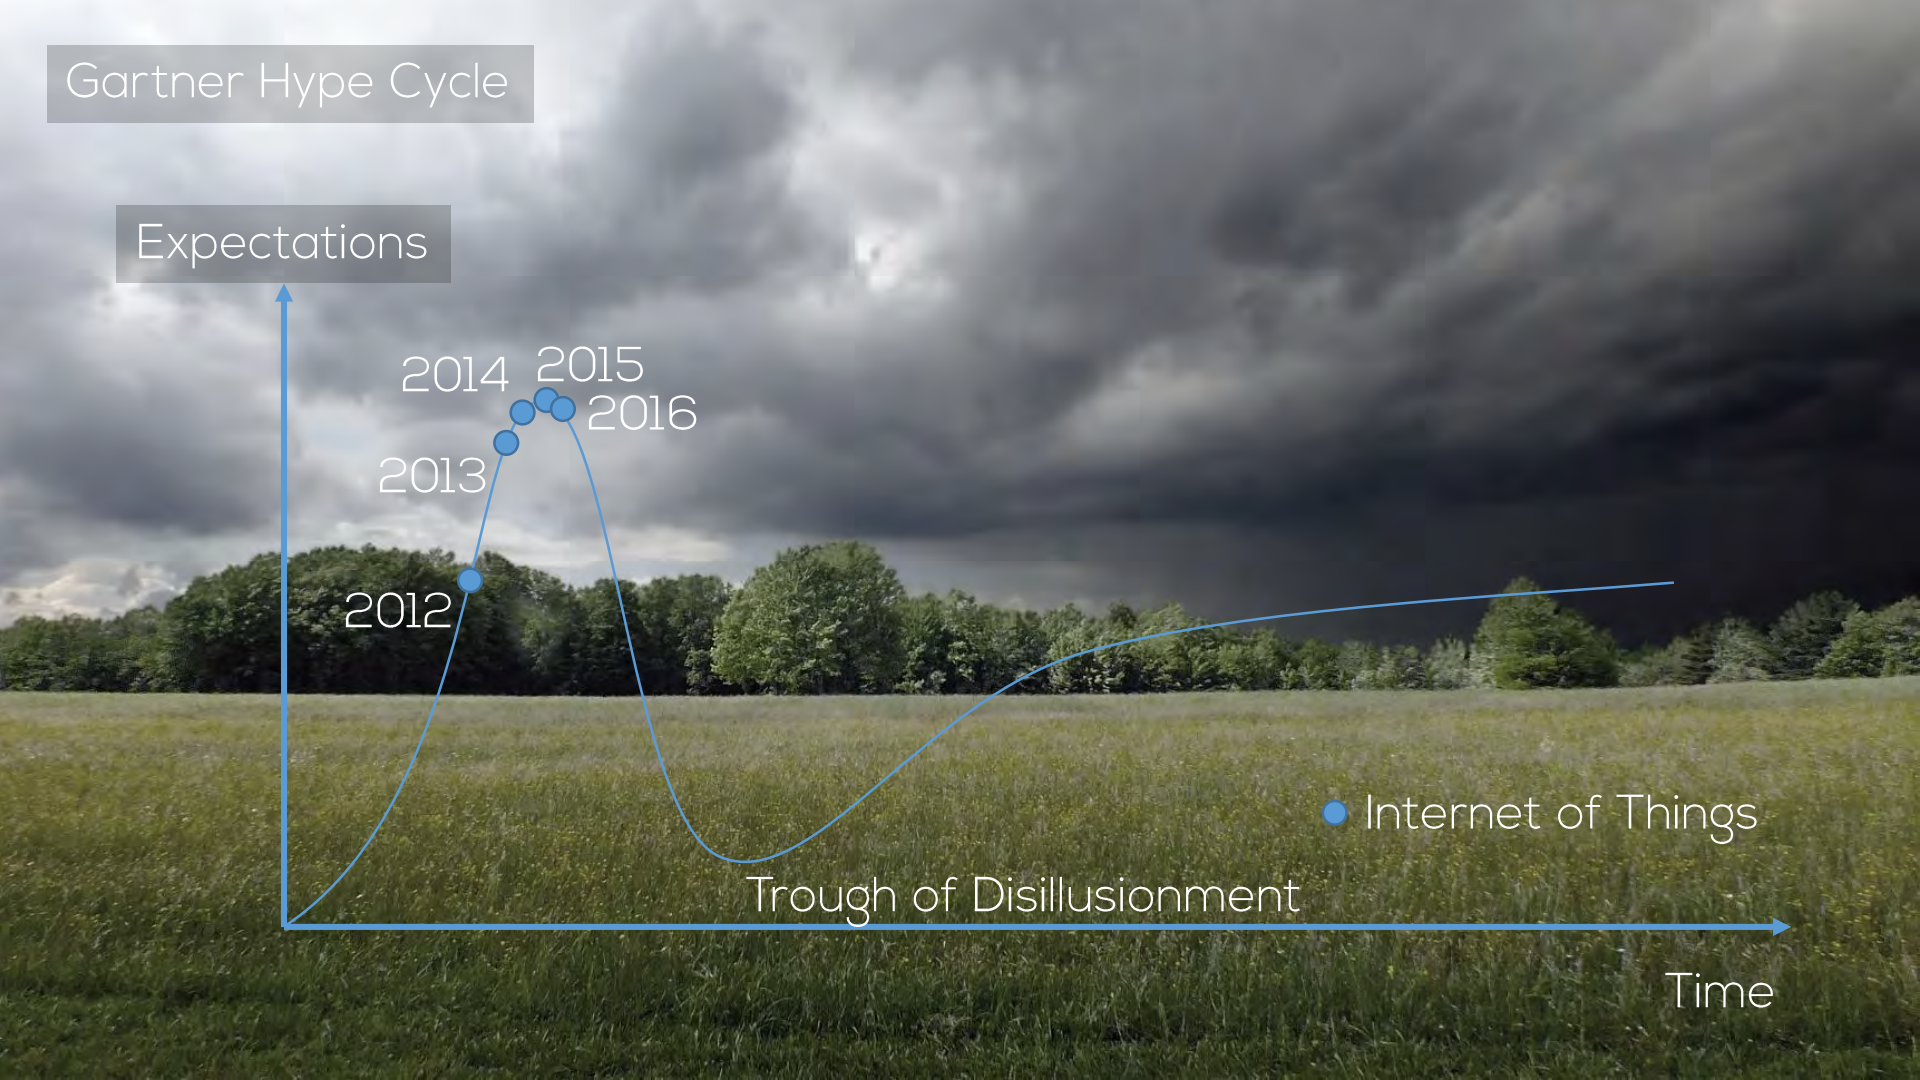 Gartner Hype Cycle
Expectations
2014
2015
2016
2013
2012
Internet of Things
Trough of Disillusionment
Time